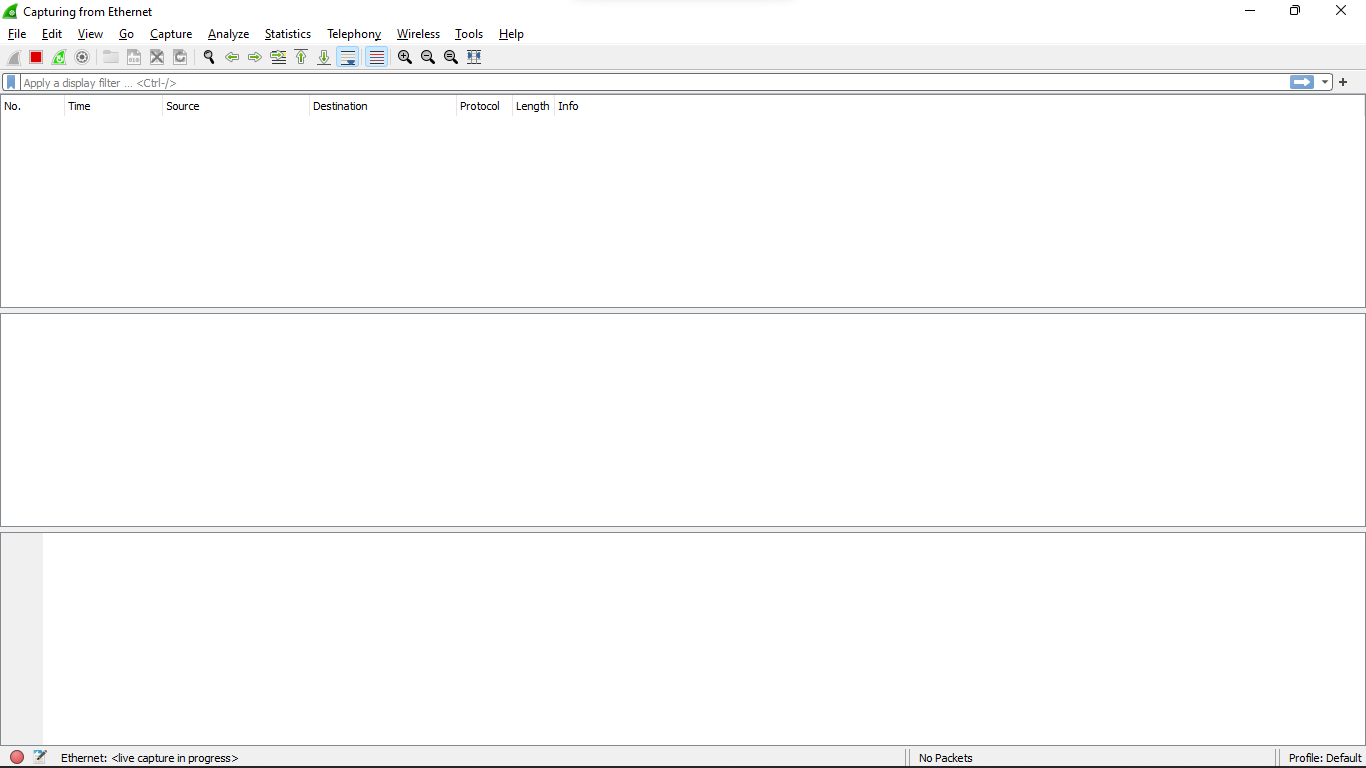 Capturing from Ethernet
File Edit View Go Capture Analyze Statistics Telephony Wireless Tools Help
Apply a display filter ... <Ctrl-/>
No. Time Source Destination Protocol Length Info
Ethernet: <live capture in progress> No Packets Profile: Default